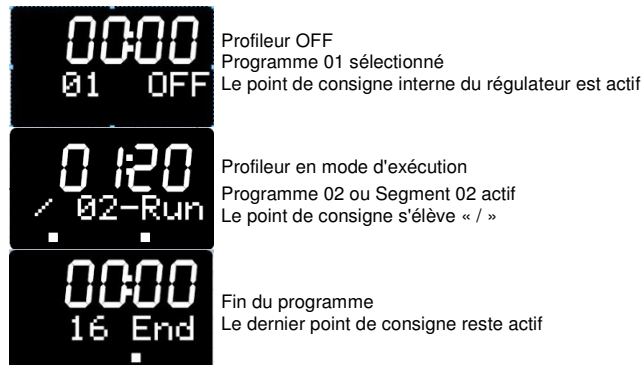 00:00
01 OFF
Profileur OFF
Programme 01 sélectionné
Le point de consigne interne du régulateur est actif
01:20
/ 02-Run
Profileur en mode d'exécution
Programme 02 ou Segment 02 actif
Le point de consigne s'élève « / »
00:00
16 End
Fin du programme
Le dernier point de consigne reste actif